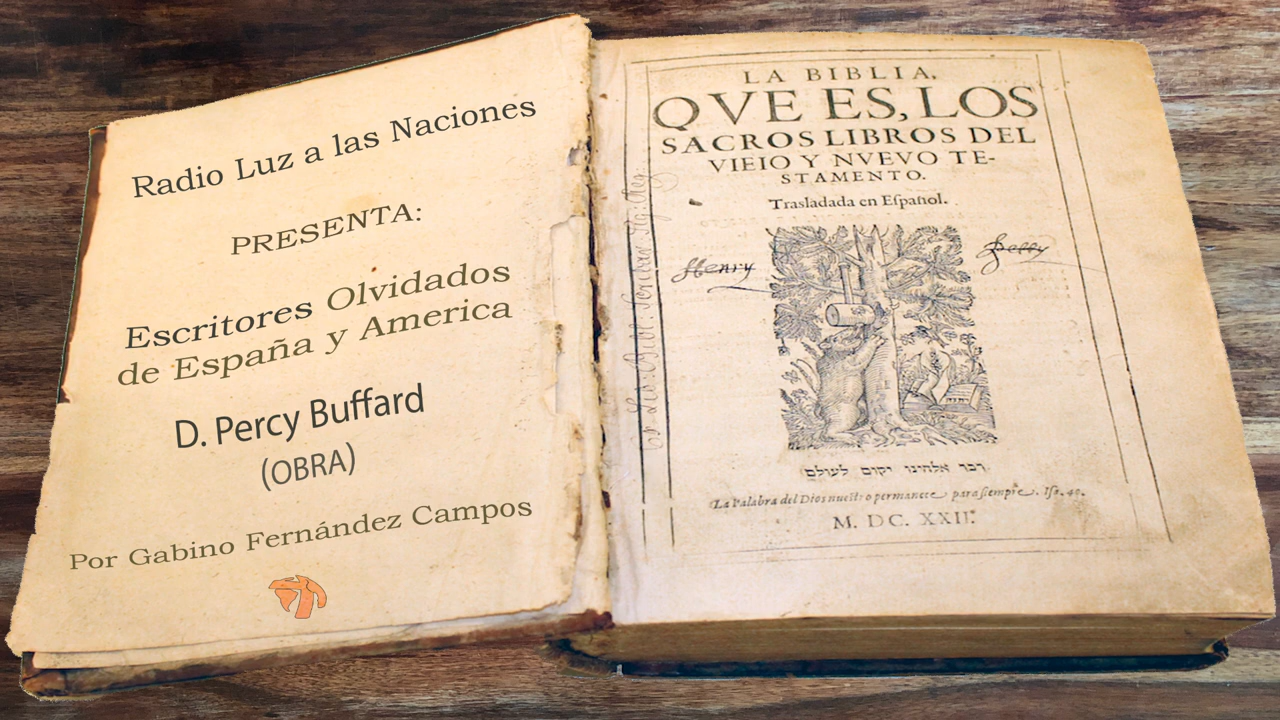 Radio Luz a las Naciones
PRESENTA:
Escritores Olvidados
de España y America
D. Percy Buffard
(OBRA)
Por Gabino Fernández Campos
LA BIBLIA,
QVE ES, LOS
SACROS LIBROS DEL
VIEIO Y NVEVO TE-
STAMENTO.
Trasladada en Español.
Henry
דבר אלהינו יקום לעולם
La Palabra del Dios nuestro permanece para siempre. Isa. 40.
M. DC. XXII.